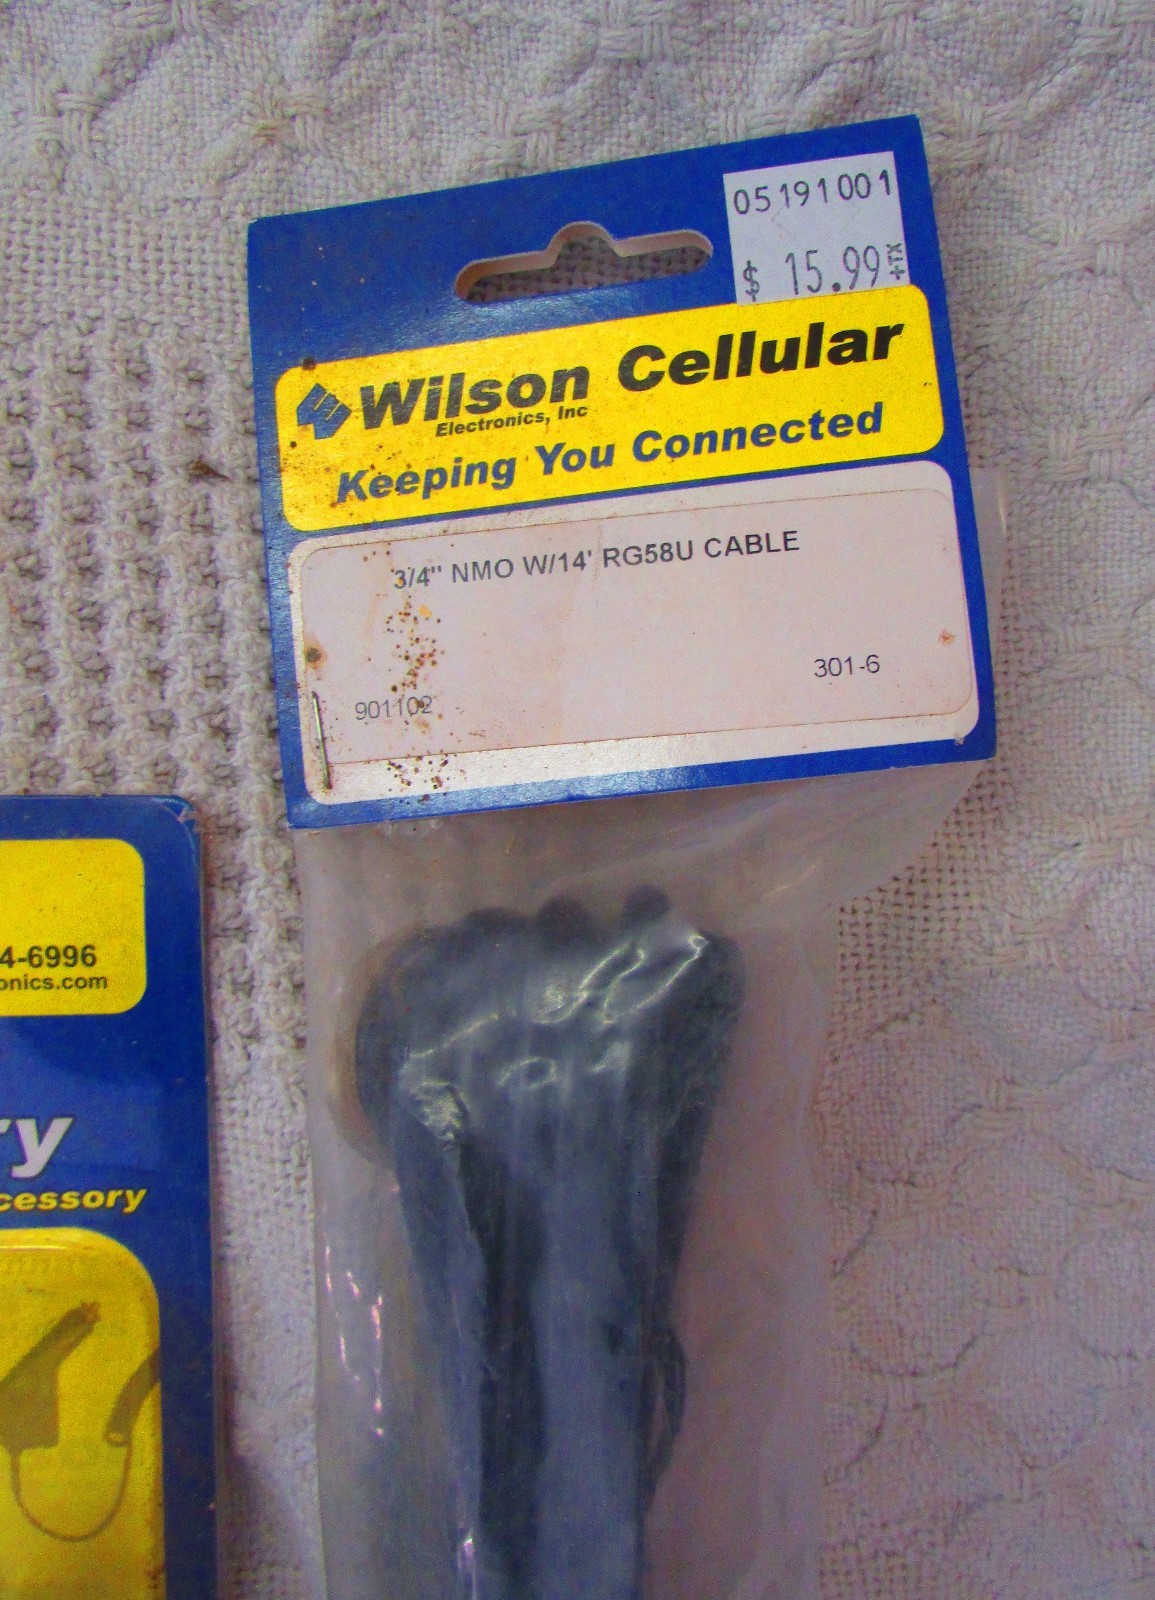 05191001
$ 15.99 +TX
Wilson Cellular
Electronics, Inc
Keeping You Connected
3/4" NMO W/14' RG58U CABLE
301-6
901102
4-6996
onics.com
ry
cessory